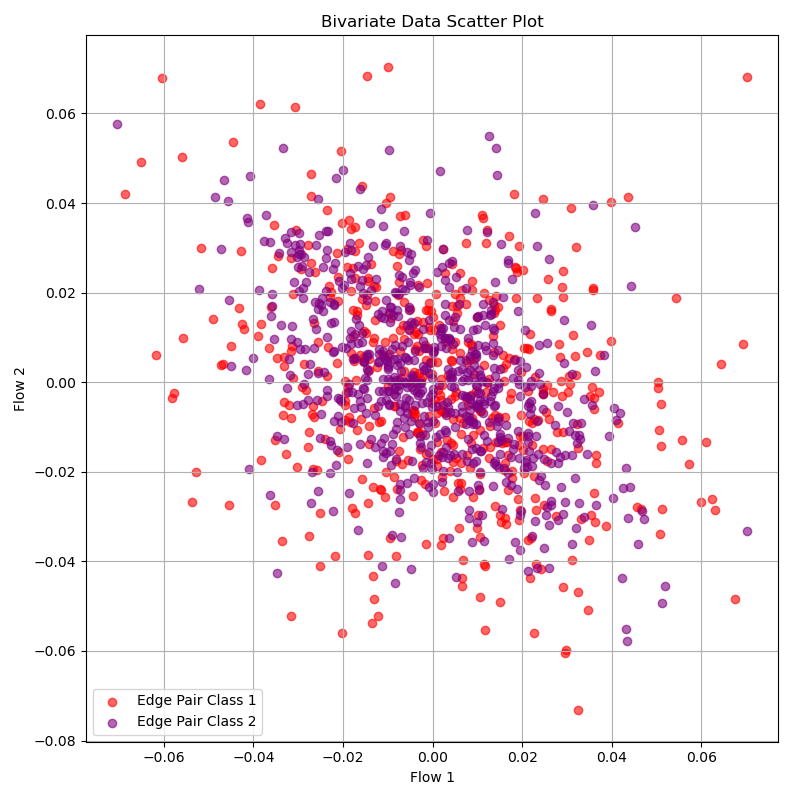 Bivariate Data Scatter Plot
Flow 2
0.06
0.04
0.02
0.00
−0.02
−0.04
−0.06
−0.08
Edge Pair Class 1
Edge Pair Class 2
−0.06 −0.04 −0.02 0.00 0.02 0.04 0.06
Flow 1